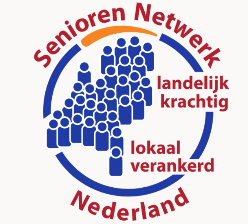 Senioren Netwerk
landelijk
krachtig
lokaal
verankerd
Nederland